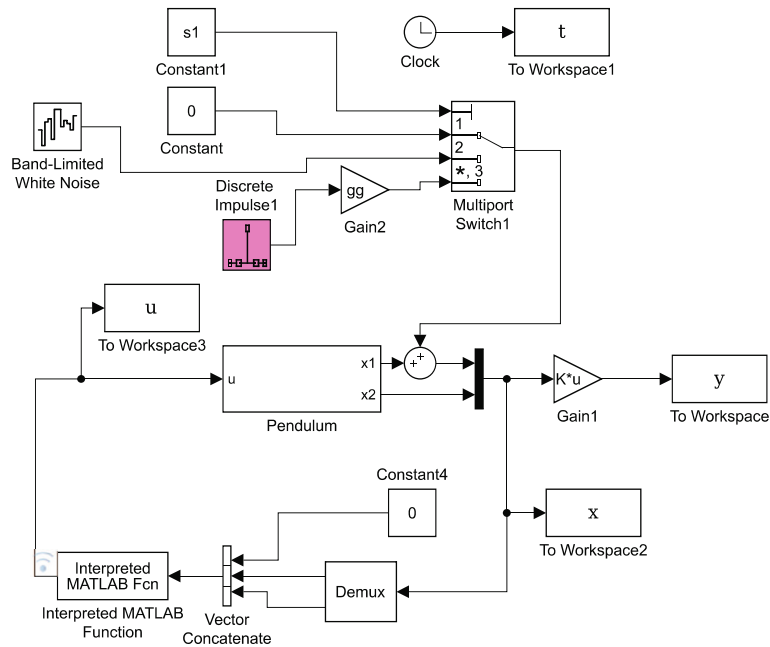 s1
Constant1
Clock
t
To Workspace1
0
Constant
Band-Limited
White Noise
1
2
*, 3
Multiport
Switch1
Discrete
Impulse1
gg
Gain2
u
To Workspace3
u
x1
x2
Pendulum
++
K*u
Gain1
y
To Workspace
Constant4
0
x
To Workspace2
Interpreted
MATLAB Fcn
Interpreted MATLAB
Function
Vector
Concatenate
Demux